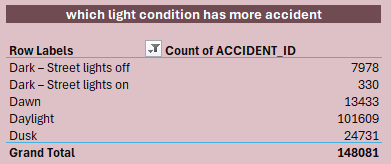 which light condition has more accident
Row Labels Count of ACCIDENT_ID
Dark – Street lights off 7978
Dark – Street lights on 330
Dawn 13433
Daylight 101609
Dusk 24731
Grand Total 148081